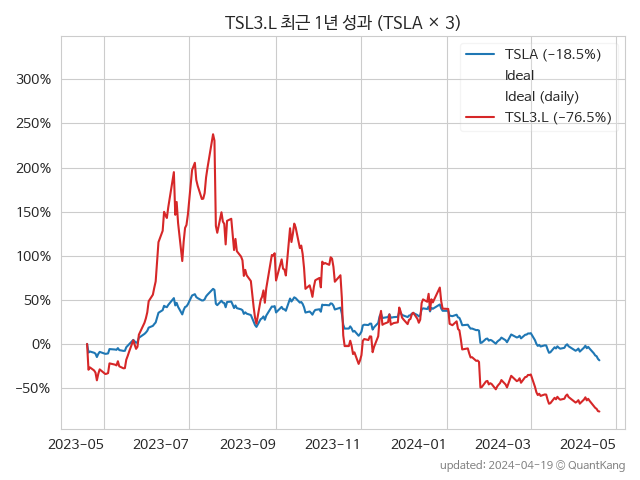 TSL3.L 최근 1년 성과 (TSLA × 3)
TSLA (−18.5%)
Ideal
Ideal (daily)
TSL3.L (−76.5%)
300%
250%
200%
150%
100%
50%
0%
−50%
2023−05 2023−07 2023−09 2023−11 2024−01 2024−03 2024−05
updated: 2024−04−19 © QuantKang